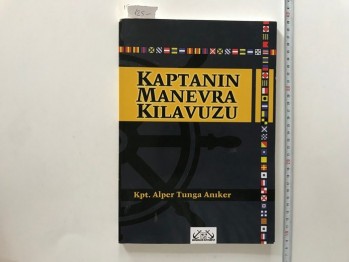 KAPTANIN
MANEVRA
KILAVUZU
Kpt. Alper Tunga Anıker